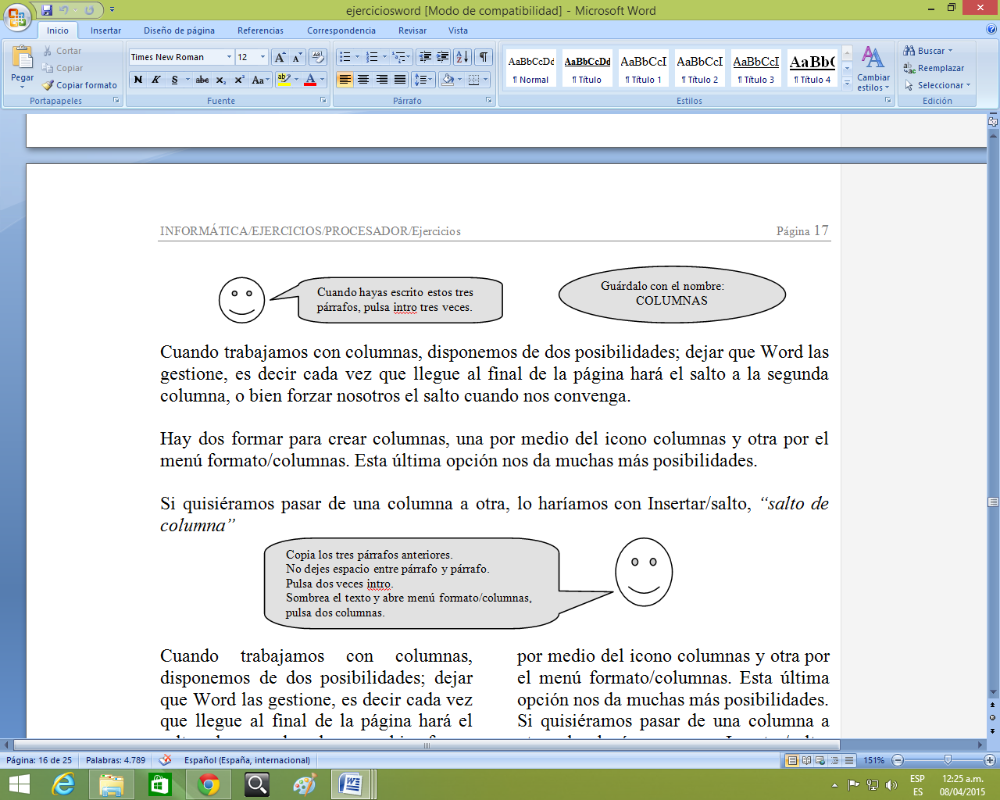 ejerciciosword [Modo de compatibilidad] - Microsoft Word
Inicio Insertar Diseño de página Referencias Correspondencia Revisar Vista
Pegar
Cortar
Copiar
Copiar formato
Portapapeles
Times New Roman 12
N K S abc x₂ x² Aa
Fuente
Párrafo
AaBbCcDd AaBbCcDd AaBbCcI AaBbCcI AaBbCcI AaBb(
¶ Normal ¶ Título ¶ Título 1 ¶ Título 2 ¶ Título 3 ¶ Título 4
Cambiar
estilos
Estilos
Buscar
Reemplazar
Seleccionar
Edición
INFORMÁTICA/EJERCICIOS/PROCESADOR/Ejercicios Página 17
Cuando hayas escrito estos tres
párrafos, pulsa intro tres veces.
Guárdalo con el nombre:
COLUMNAS
Cuando trabajamos con columnas, disponemos de dos posibilidades; dejar que Word las
gestione, es decir cada vez que llegue al final de la página hará el salto a la segunda
columna, o bien forzar nosotros el salto cuando nos convenga.
Hay dos formar para crear columnas, una por medio del icono columnas y otra por el
menú formato/columnas. Esta última opción nos da muchas más posibilidades.
Si quisiéramos pasar de una columna a otra, lo haríamos con Insertar/salto, “salto de
columna”
Copia los tres párrafos anteriores.
No dejes espacio entre párrafo y párrafo.
Pulsa dos veces intro.
Sombrea el texto y abre menú formato/columnas,
pulsa dos columnas.
Cuando trabajamos con columnas,
disponemos de dos posibilidades; dejar
que Word las gestione, es decir cada vez
que llegue al final de la página hará el
por medio del icono columnas y otra por
el menú formato/columnas. Esta última
opción nos da muchas más posibilidades.
Si quisiéramos pasar de una columna a
Página: 16 de 25 Palabras: 4.789 Español (España, internacional) 151%
ESP
ES
12:25 a.m.
08/04/2015